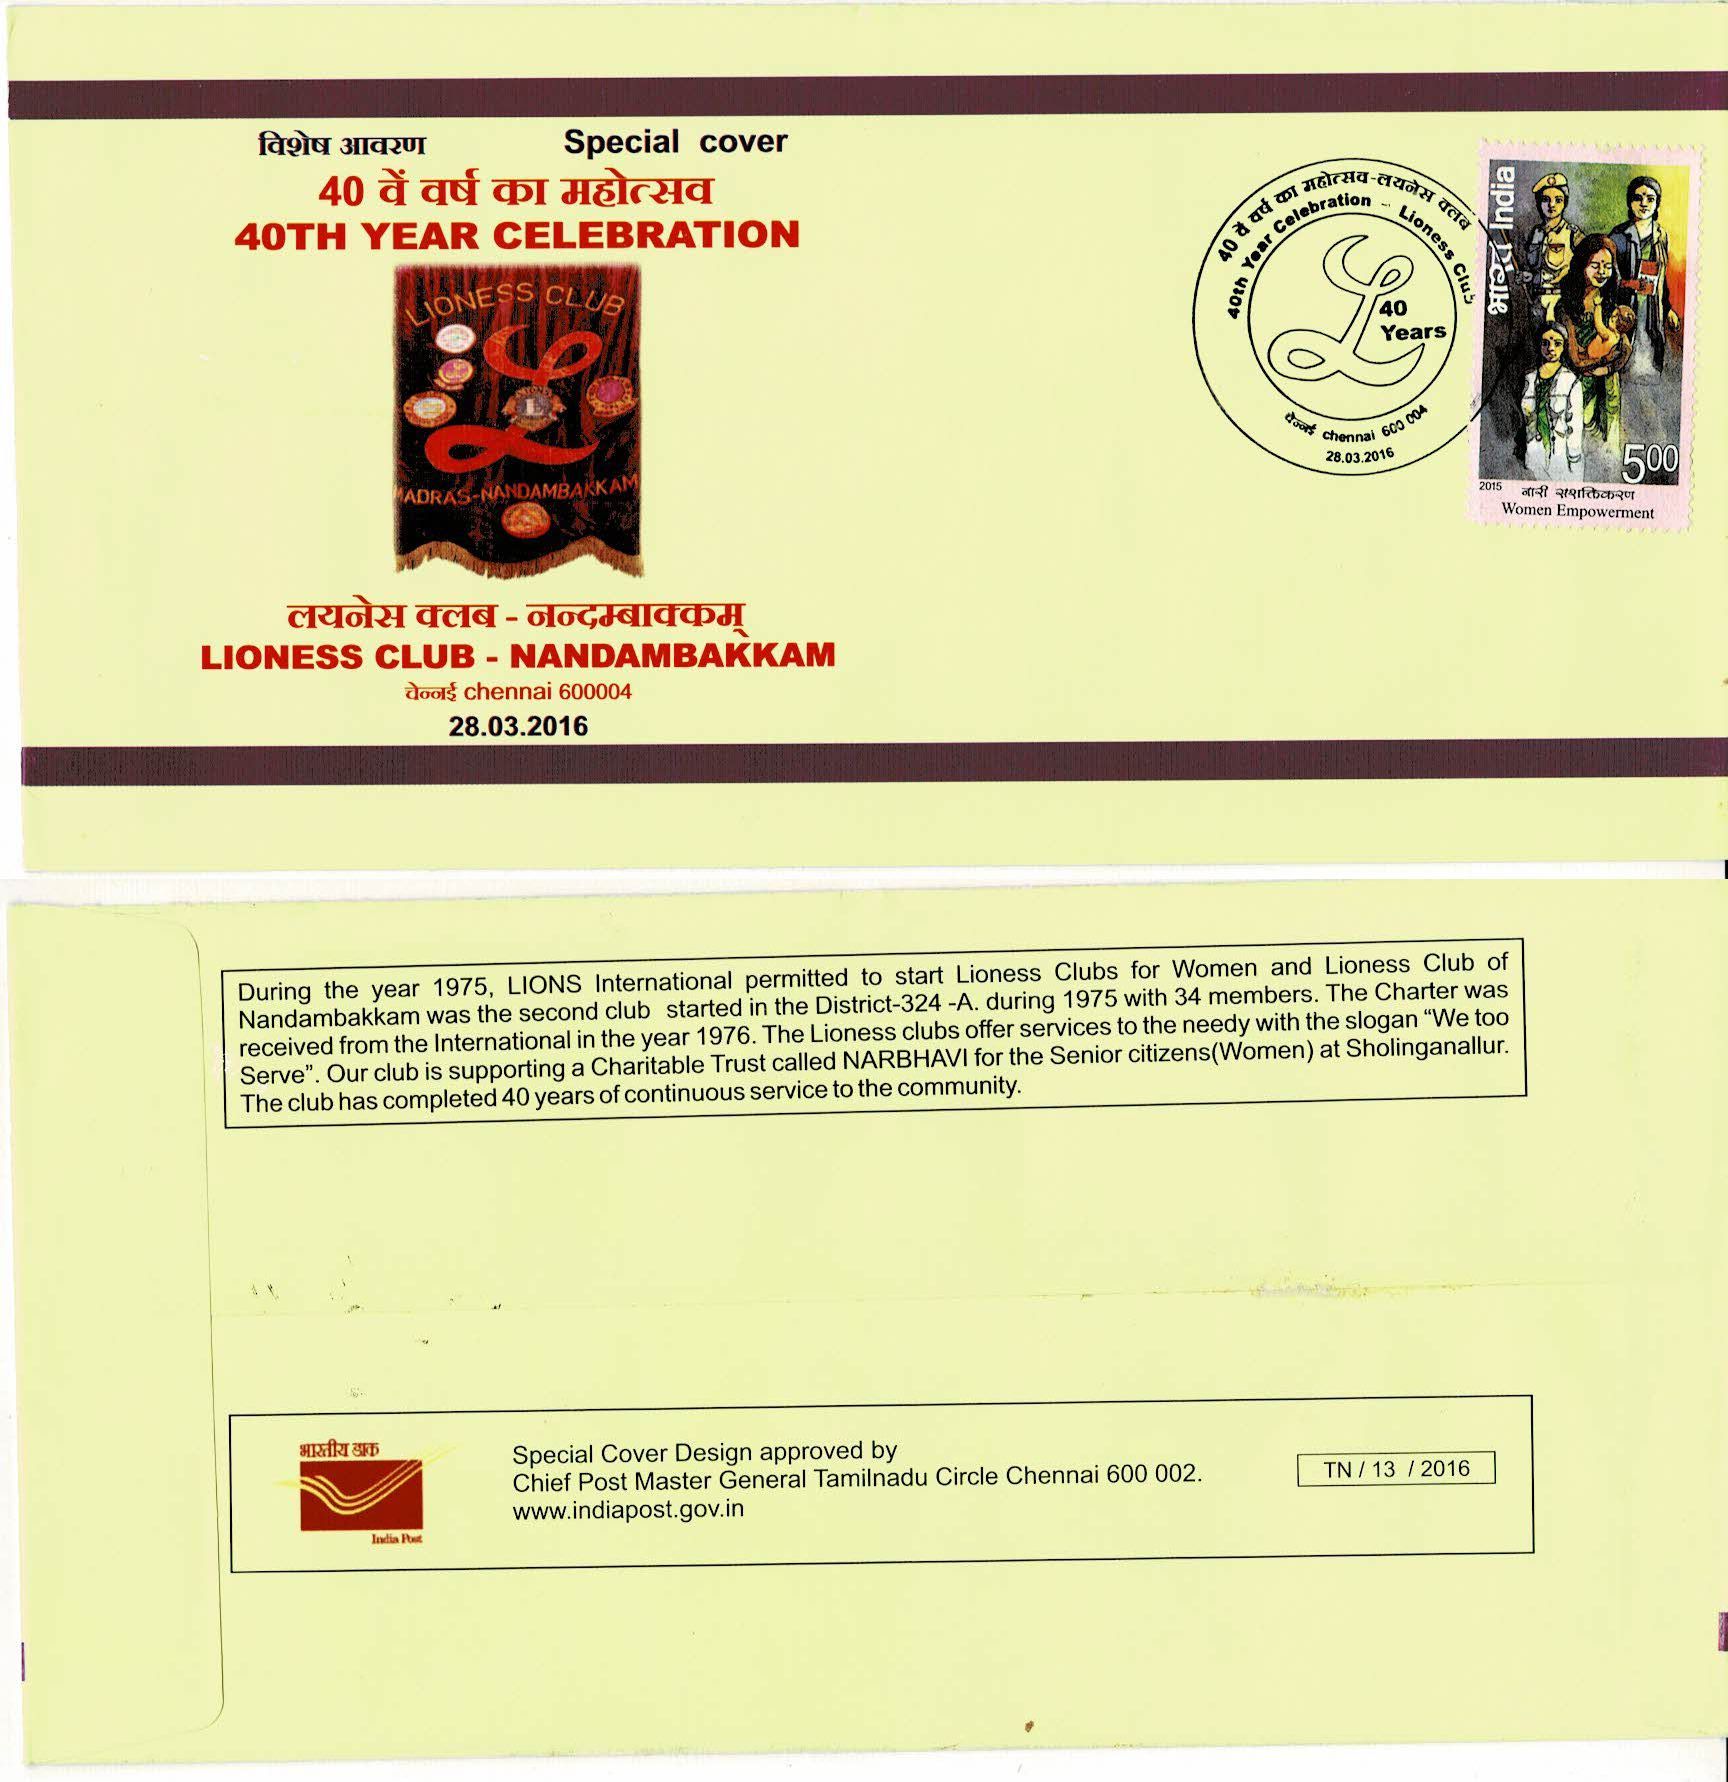 विशेष आवरण Special cover
40 वें वर्ष का महोत्सव
40TH YEAR CELEBRATION
LIONESS CLUB
L
MADRAS-NANDAMBAKKAM
लयनेस क्लब - नन्दम्बाक्कम्
LIONESS CLUB - NANDAMBAKKAM
चेन्नई chennai 600004
28.03.2016
40 वें वर्ष का महोत्सव-लयनेस क्लब
40th Year Celebration - Lioness Club
40
Years
चेन्नई chennai 600 004
28.03.2016
भारत India
500
2015 नारी सशक्तिकरण
Women Empowerment
During the year 1975, LIONS International permitted to start Lioness Clubs for Women and Lioness Club of
Nandambakkam was the second club started in the District-324 -A. during 1975 with 34 members. The Charter was
received from the International in the year 1976. The Lioness clubs offer services to the needy with the slogan “We too
Serve”. Our club is supporting a Charitable Trust called NARBHAVI for the Senior citizens(Women) at Sholinganallur.
The club has completed 40 years of continuous service to the community.
भारतीय डाक
India Post
Special Cover Design approved by
Chief Post Master General Tamilnadu Circle Chennai 600 002.
www.indiapost.gov.in
TN / 13 / 2016